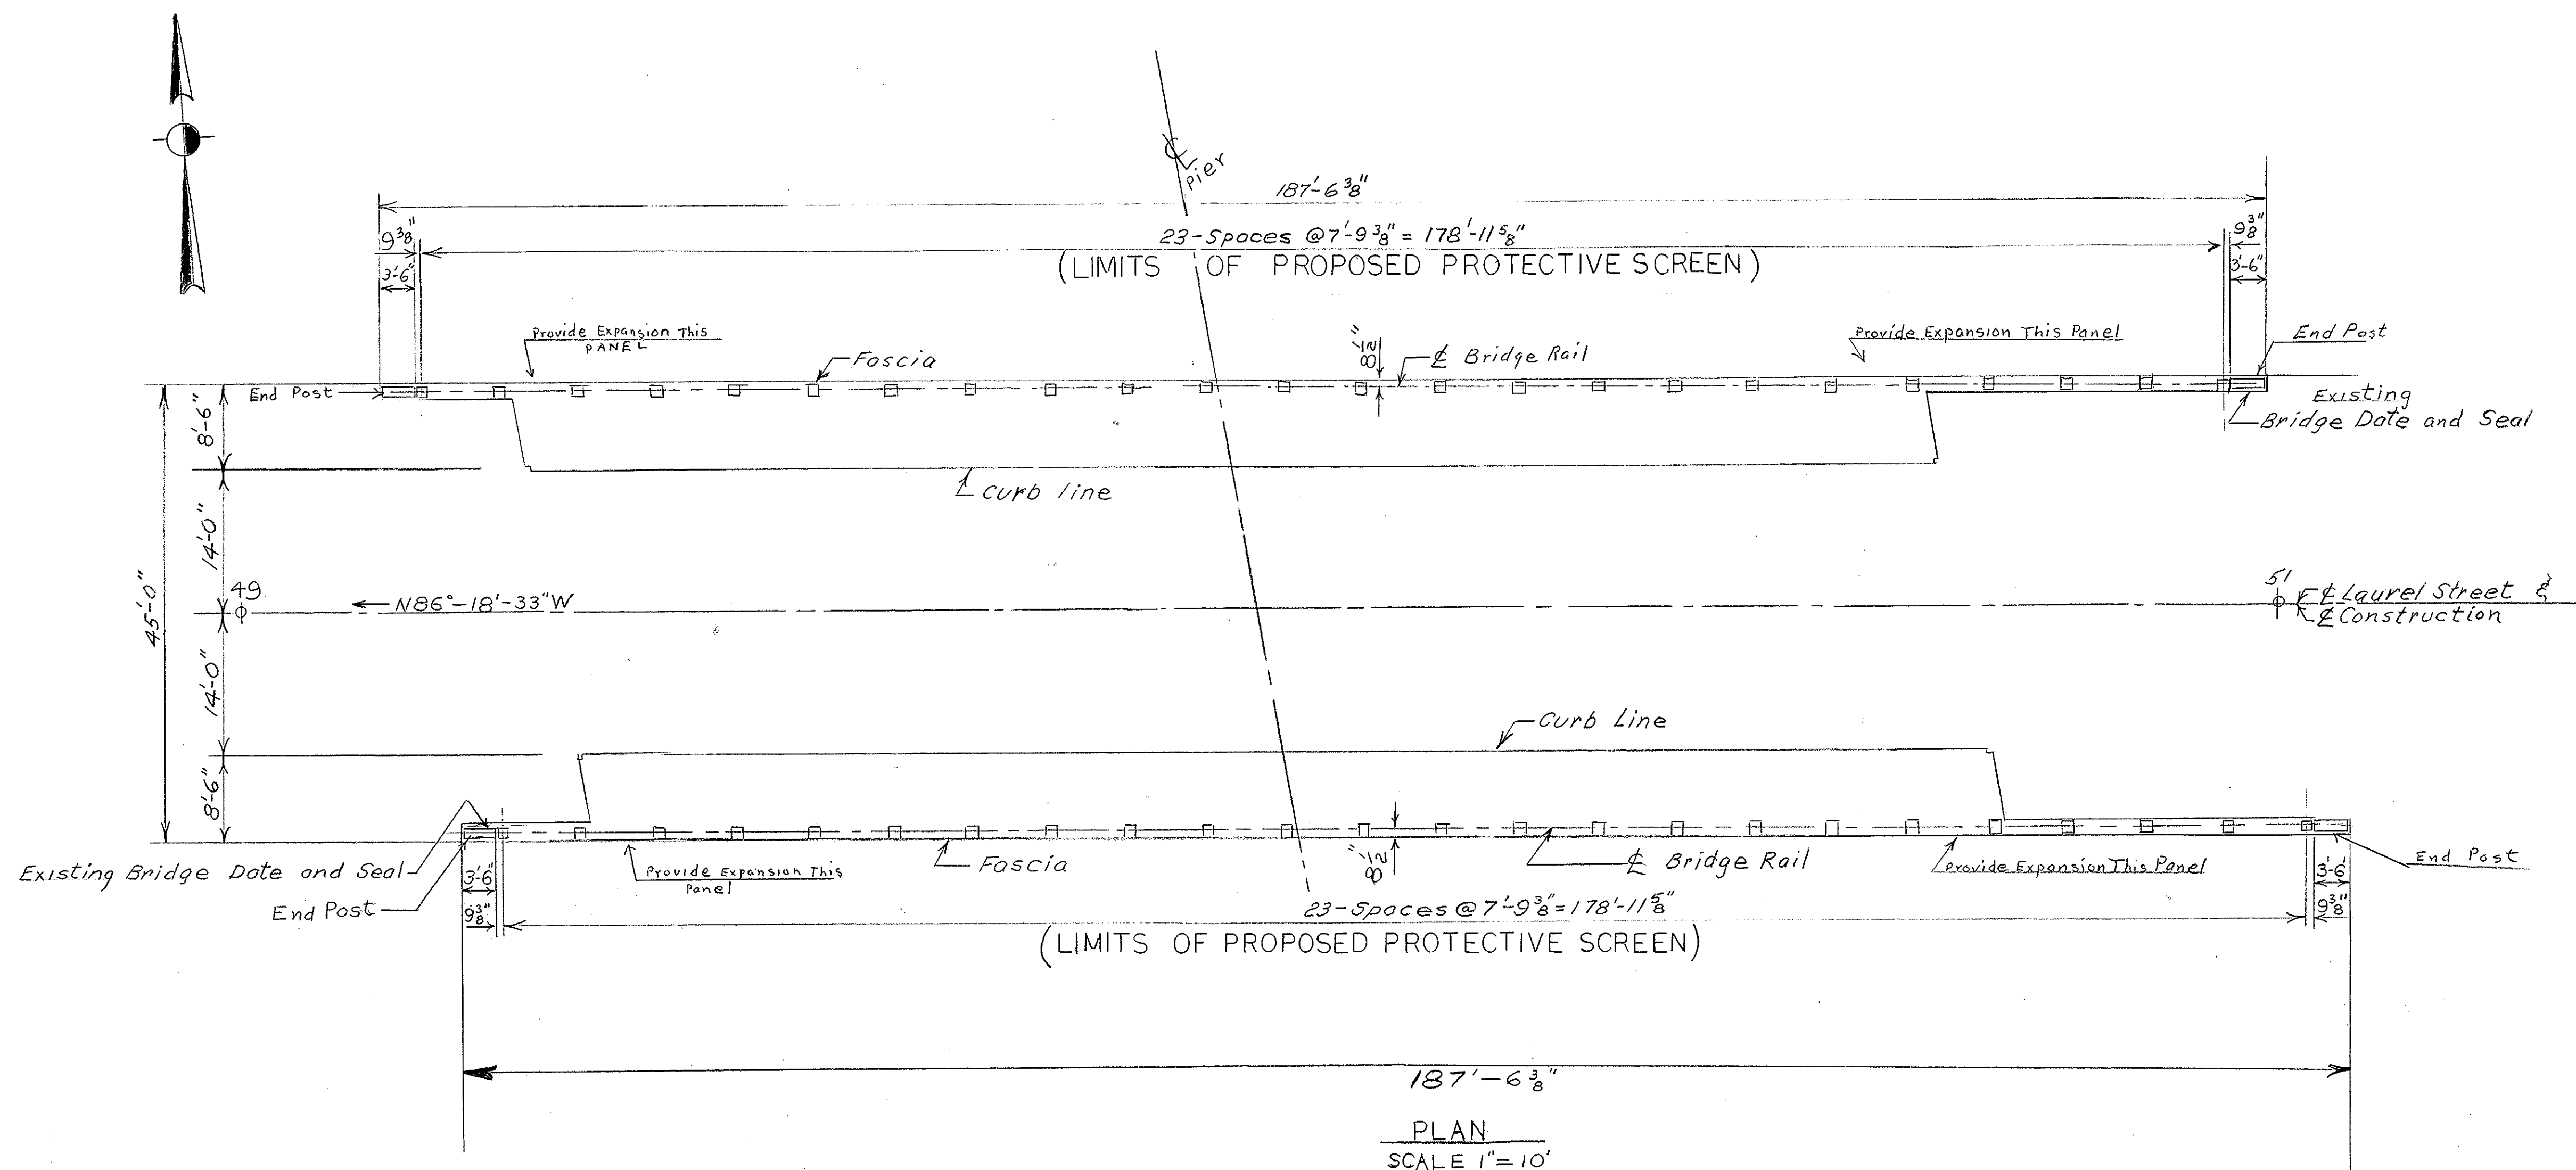 ℄ Pier
187'-6 3/8"
9 3/8"
23-Spaces @ 7'-9 3/8" = 178'-11 5/8"
9 3/8"
(LIMITS OF PROPOSED PROTECTIVE SCREEN)
3'-6"
3'-6"
Provide Expansion This
PANEL
Fascia
8 1/2"
℄ Bridge Rail
Provide Expansion This Panel
End Post
End Post
Existing
Bridge Date and Seal
8'-6"
Curb line
14'-0"
45'-0"
49
N86°-18'-33"W
51
℄ Laurel Street &
℄ Construction
14'-0"
Curb Line
8'-6"
Existing Bridge Date and Seal
End Post
3'-6"
9 3/8"
Provide Expansion This
Panel
Fascia
8 1/2"
℄ Bridge Rail
Provide Expansion This Panel
End Post
3'-6"
9 3/8"
23-Spaces @ 7'-9 3/8" = 178'-11 5/8"
(LIMITS OF PROPOSED PROTECTIVE SCREEN)
187'-6 3/8"
PLAN
SCALE 1"=10'